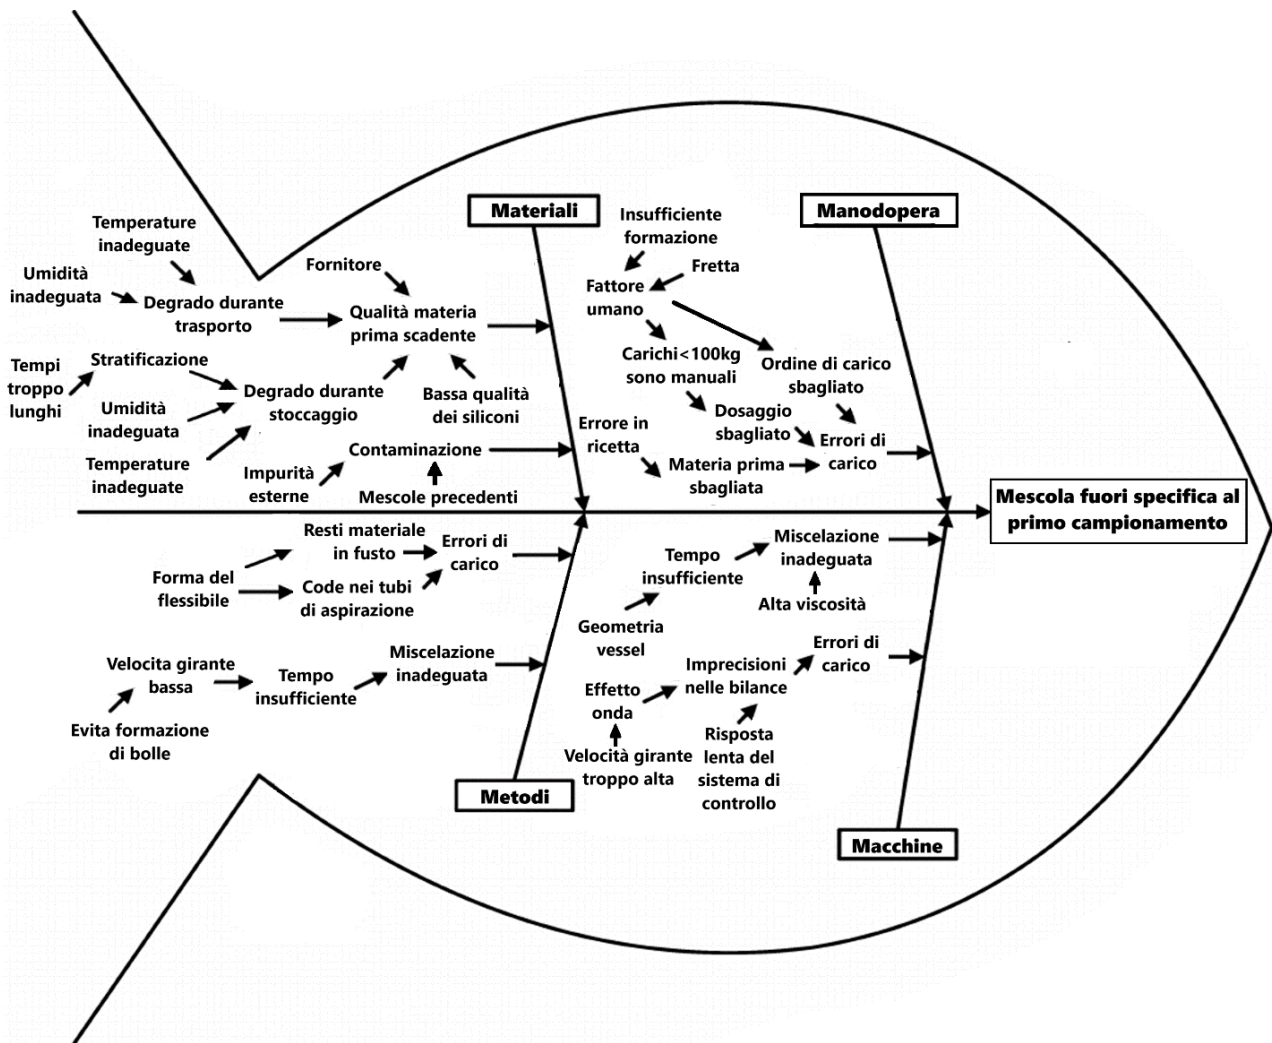 Materiali
Manodopera
Temperature
inadeguate
Umidità
inadeguata
Degrado durante
trasporto
Fornitore
Qualità materia
prima scadente
Tempi
troppo
lunghi
Stratificazione
Umidità
inadeguata
Temperature
inadeguate
Degrado durante
stoccaggio
Bassa qualità
dei siliconi
Impurità
esterne
Contaminazione
Mescole precedenti
Insufficiente
formazione
Fretta
Fattore
umano
Carichi<100kg
sono manuali
Ordine di carico
sbagliato
Dosaggio
sbagliato
Errore in
ricetta
Materia prima
sbagliata
Errori di
carico
Mescola fuori specifica al
primo campionamento
Resti materiale
in fusto
Errori di
carico
Forma del
flessibile
Code nei tubi
di aspirazione
Velocita girante
bassa
Tempo
insufficiente
Miscelazione
inadeguata
Evita formazione
di bolle
Metodi
Miscelazione
inadeguata
Tempo
insufficiente
Alta viscosità
Geometria
vessel
Errori di
carico
Imprecisioni
nelle bilance
Effetto
onda
Velocità girante
troppo alta
Risposta
lenta del
sistema di
controllo
Macchine